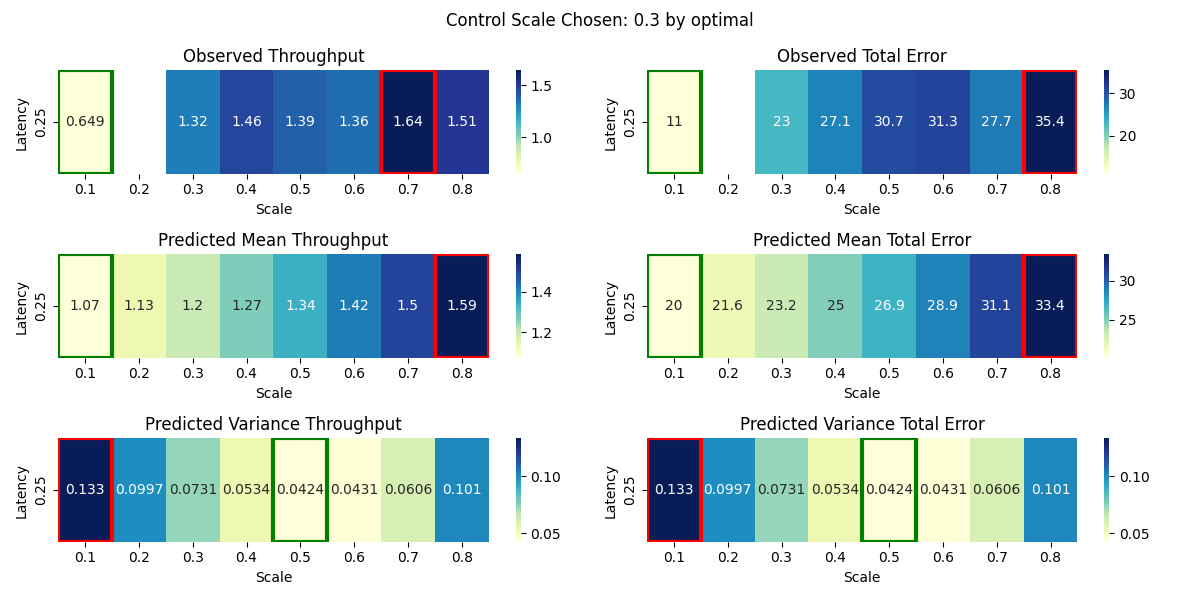 Control Scale Chosen: 0.3 by optimal
Observed Throughput
Latency
0.25
0.649 1.32 1.46 1.39 1.36 1.64 1.51
1.5
1.0
0.1 0.2 0.3 0.4 0.5 0.6 0.7 0.8
Scale
Observed Total Error
Latency
0.25
11 23 27.1 30.7 31.3 27.7 35.4
30
20
0.1 0.2 0.3 0.4 0.5 0.6 0.7 0.8
Scale
Predicted Mean Throughput
Latency
0.25
1.07 1.13 1.2 1.27 1.34 1.42 1.5 1.59
1.4
1.2
0.1 0.2 0.3 0.4 0.5 0.6 0.7 0.8
Scale
Predicted Mean Total Error
Latency
0.25
20 21.6 23.2 25 26.9 28.9 31.1 33.4
30
25
0.1 0.2 0.3 0.4 0.5 0.6 0.7 0.8
Scale
Predicted Variance Throughput
Latency
0.25
0.133 0.0997 0.0731 0.0534 0.0424 0.0431 0.0606 0.101
0.10
0.05
0.1 0.2 0.3 0.4 0.5 0.6 0.7 0.8
Scale
Predicted Variance Total Error
Latency
0.25
0.133 0.0997 0.0731 0.0534 0.0424 0.0431 0.0606 0.101
0.10
0.05
0.1 0.2 0.3 0.4 0.5 0.6 0.7 0.8
Scale